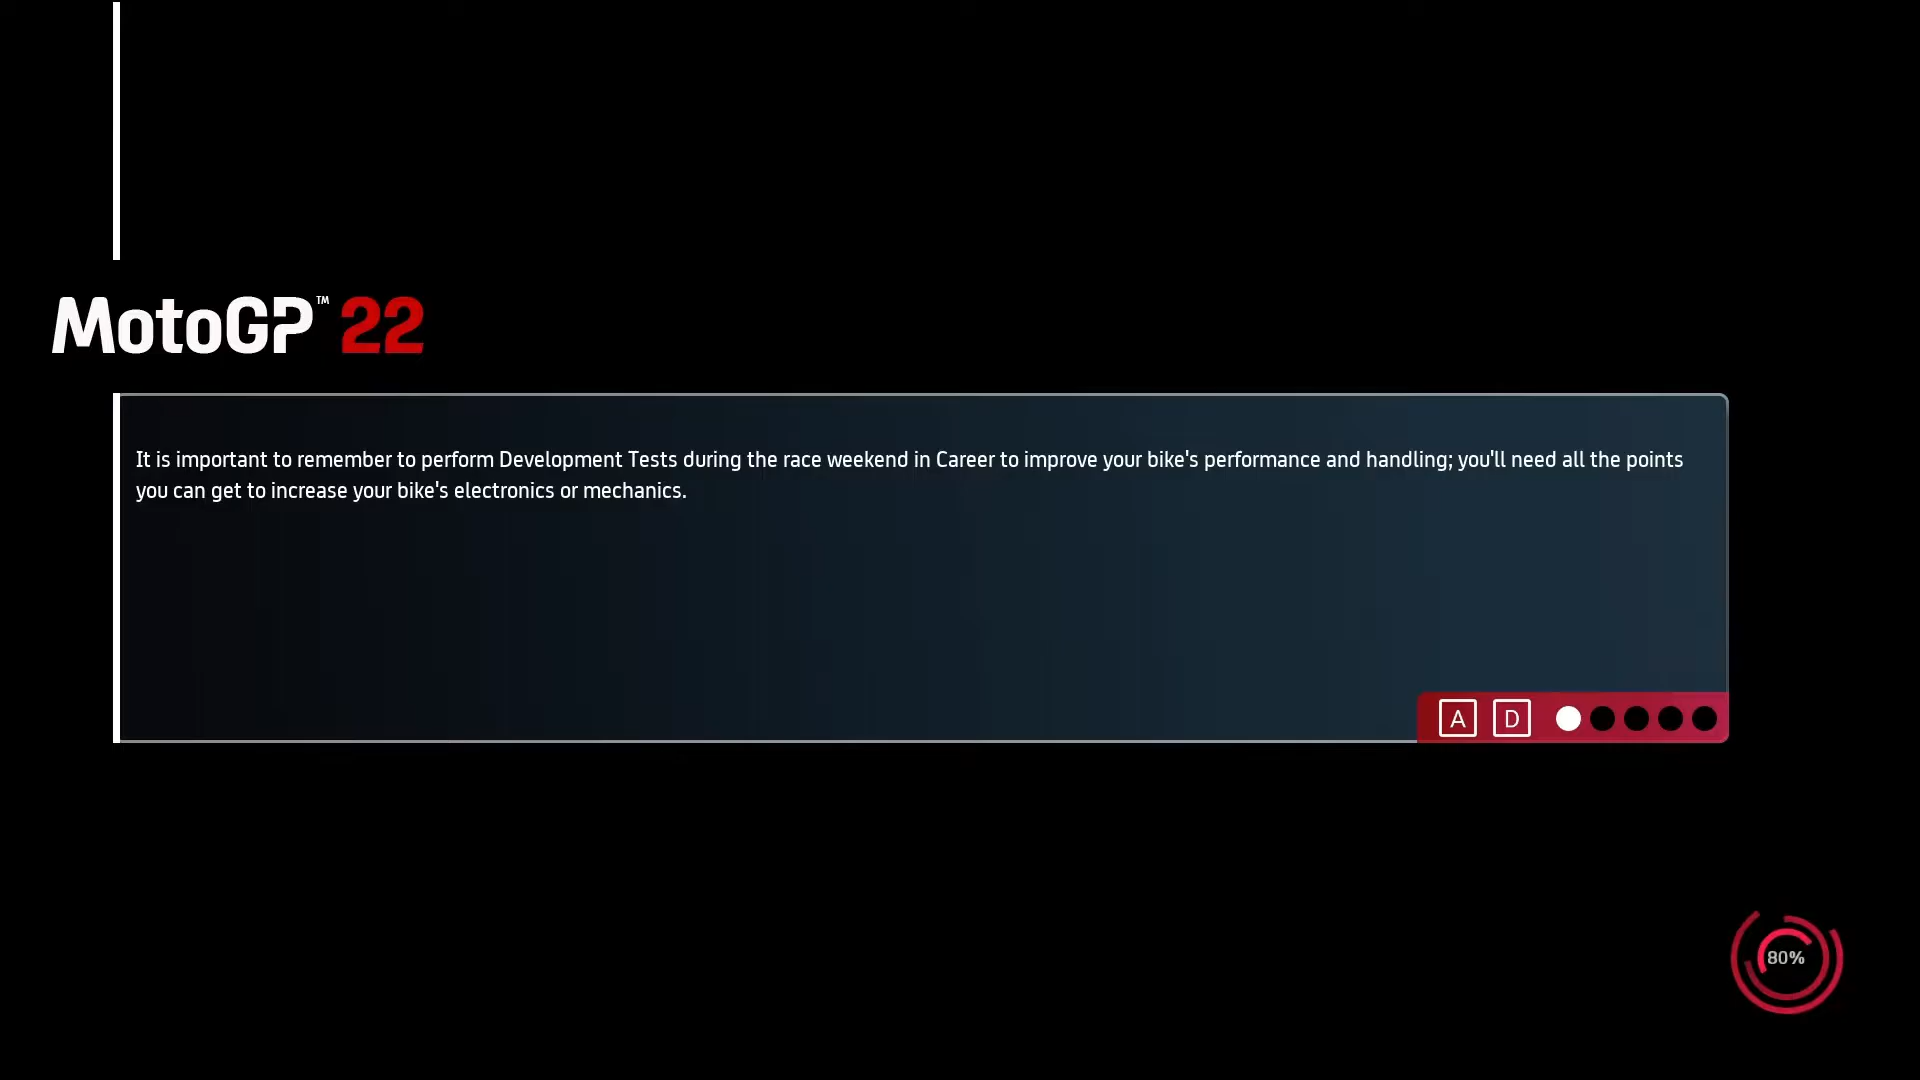 MotoGP™ 22
It is important to remember to perform Development Tests during the race weekend in Career to improve your bike's performance and handling; you'll need all the points
you can get to increase your bike's electronics or mechanics.
A D
80%